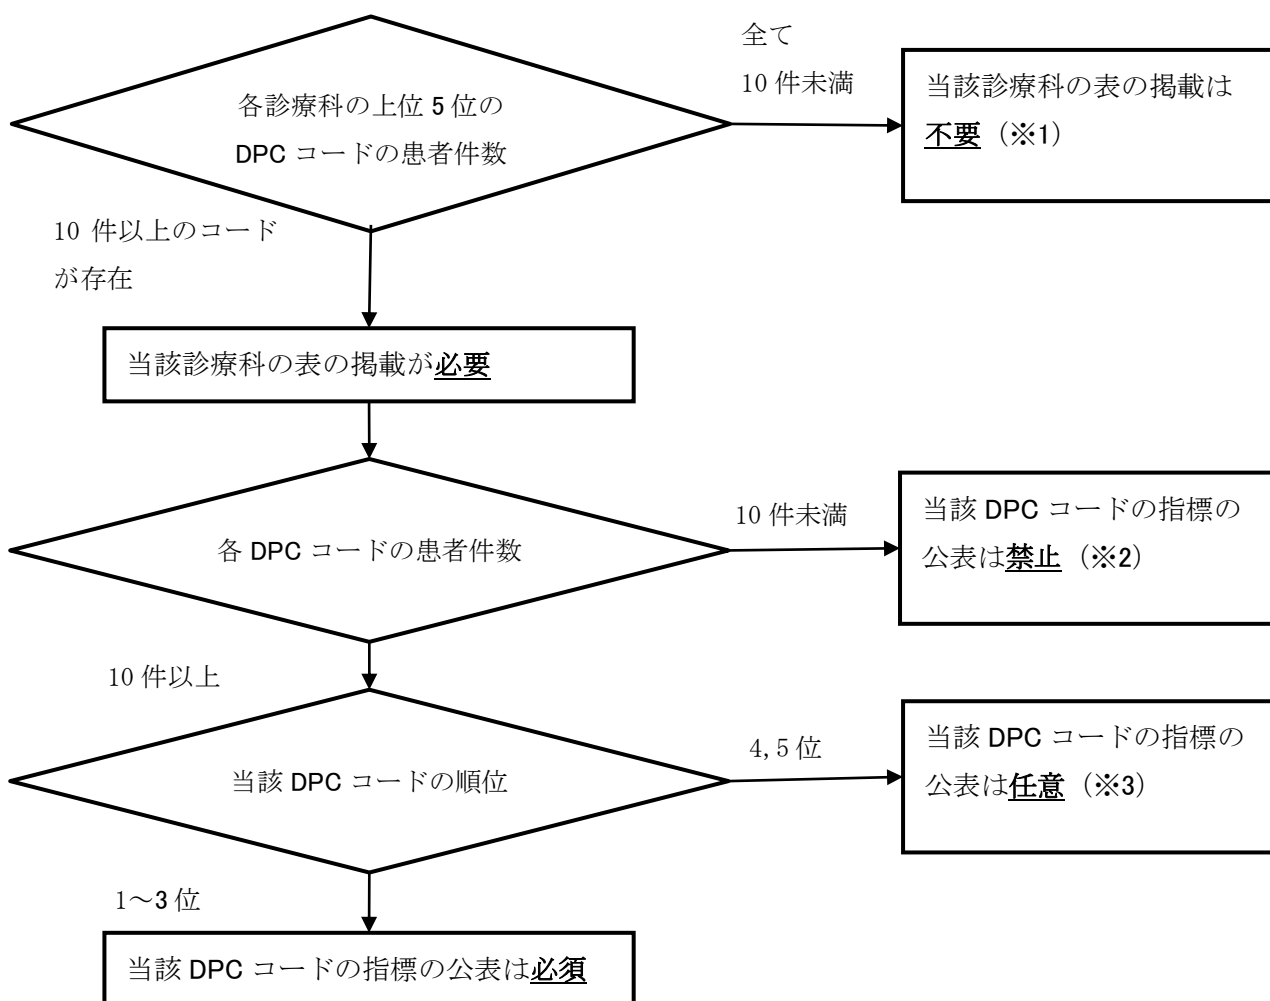 全て
10 件未満
各診療科の上位 5 位の
DPC コードの患者件数
当該診療科の表の掲載は
不要（※1）
10 件以上のコード
が存在
当該診療科の表の掲載が必要
各 DPC コードの患者件数
10 件未満
当該 DPC コードの指標の
公表は禁止（※2）
10 件以上
当該 DPC コードの順位
4, 5 位
当該 DPC コードの指標の
公表は任意（※3）
1～3 位
当該 DPC コードの指標の公表は必須